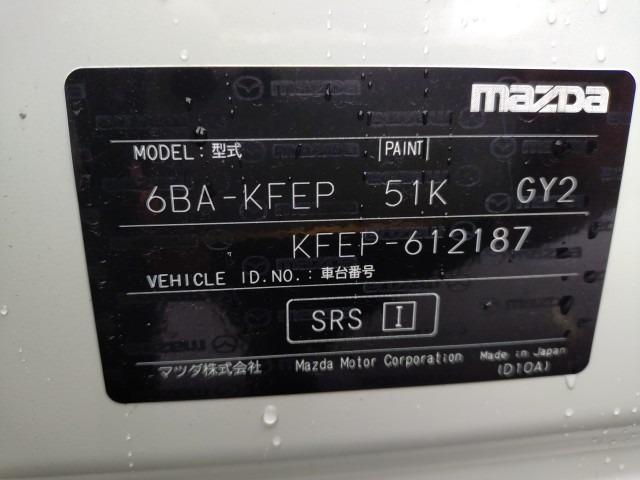 mazda
MODEL:型式 PAINT
6BA-KFEP 51K GY2
KFEP-612187
VEHICLE ID.NO.:車台番号
SRS I
マツダ株式会社 Mazda Motor Corporation Made in Japan
(D10A)